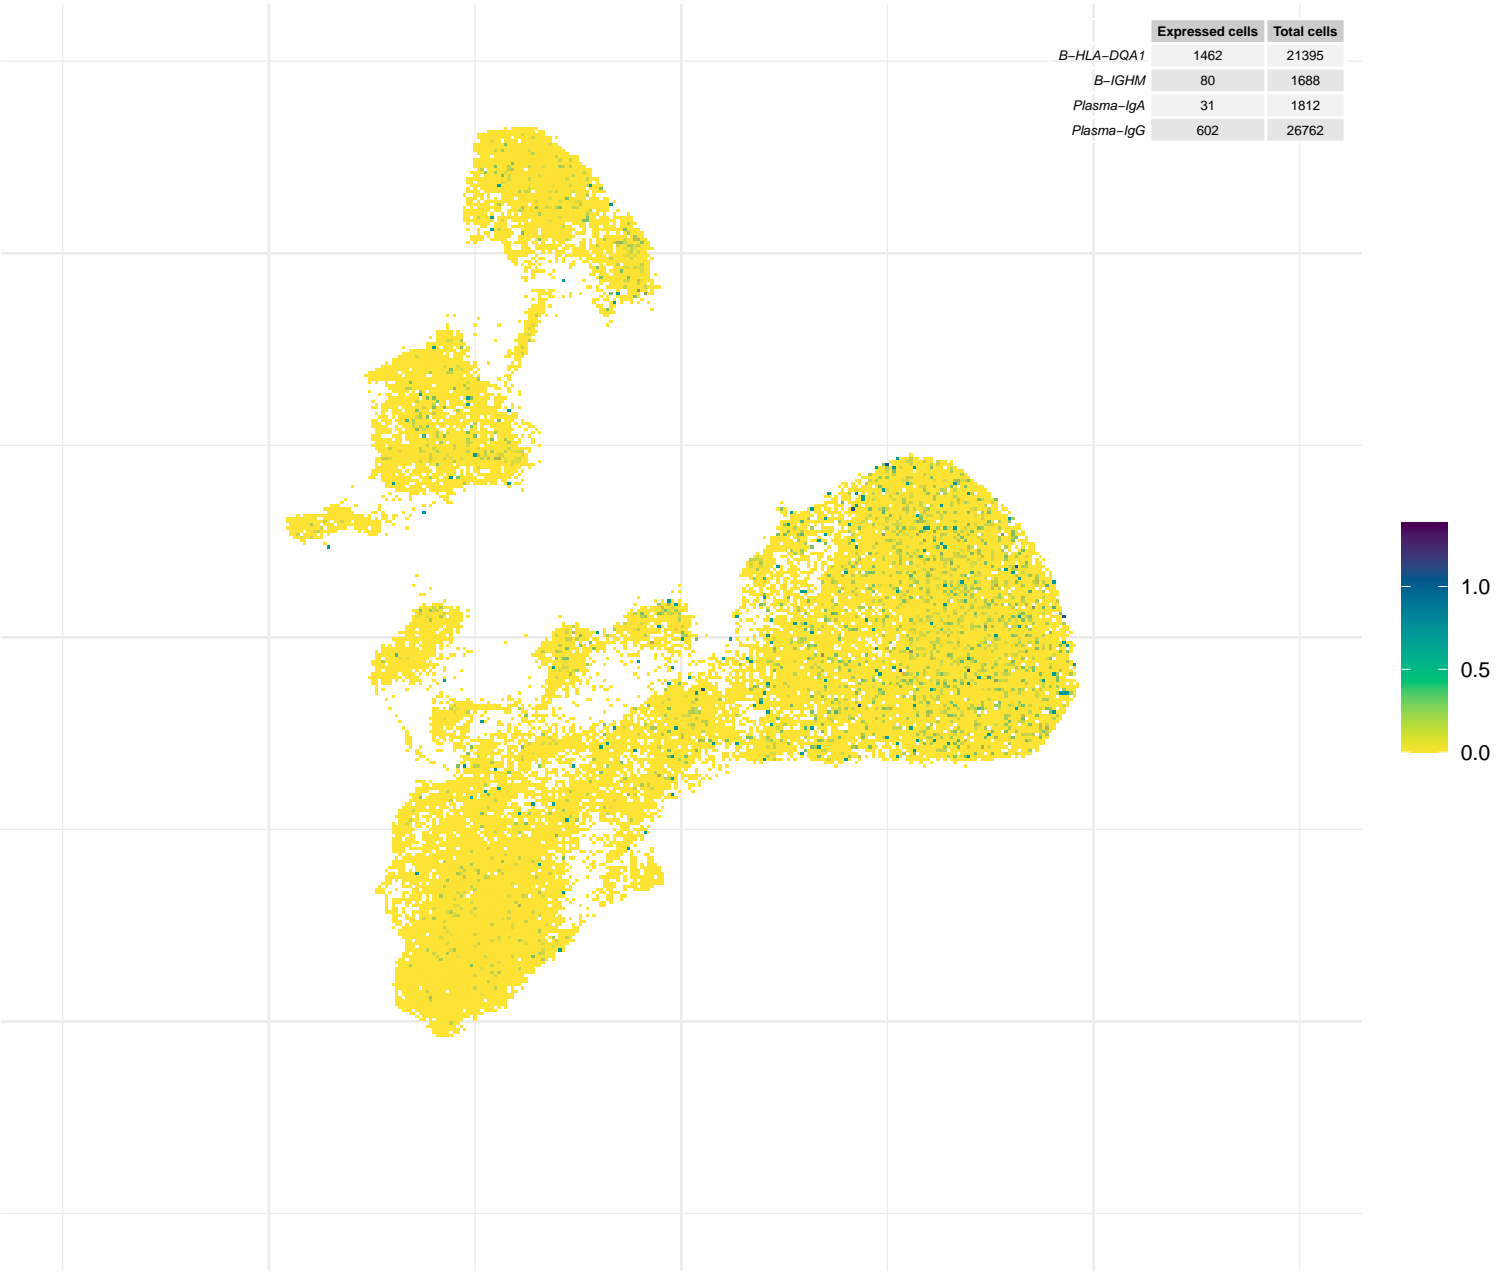 Expressed cells Total cells
B−HLA−DQA1 1462 21395
B−IGHM 80 1688
Plasma−IgA 31 1812
Plasma−IgG 602 26762
1.0
0.5
0.0